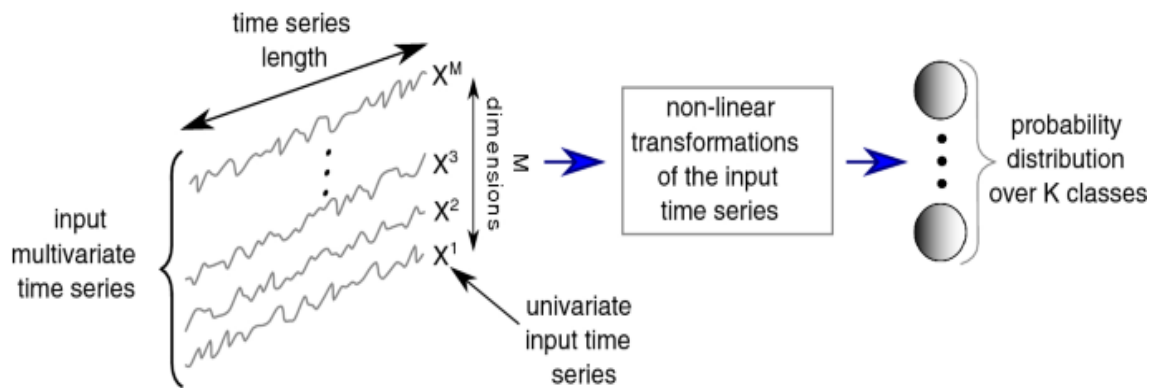 time series
length
X^M
X^3
X^2
X^1
M
dimensions
input
multivariate
time series
univariate
input time
series
non-linear
transformations
of the input
time series
probability
distribution
over K classes